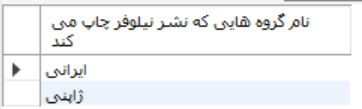 نام گروه هایی که نشر نیلوفر چاپ می
کند
ایرانی
ژاپنی